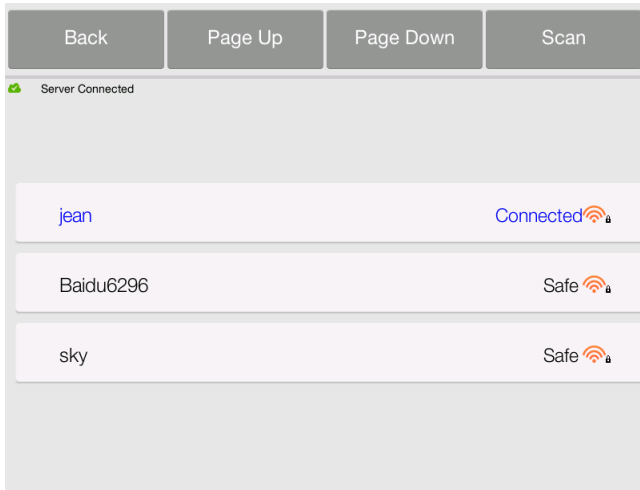 Back Page Up Page Down Scan
Server Connected
jean Connected
Baidu6296 Safe
sky Safe